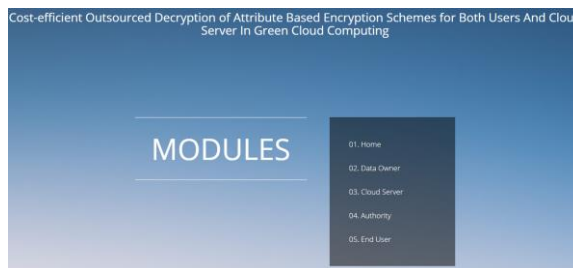 Cost-efficient Outsourced Decryption of Attribute Based Encryption Schemes for Both Users And Clou
Server In Green Cloud Computing
MODULES
01. Home
02. Data Owner
03. Cloud Server
04. Authority
05. End User